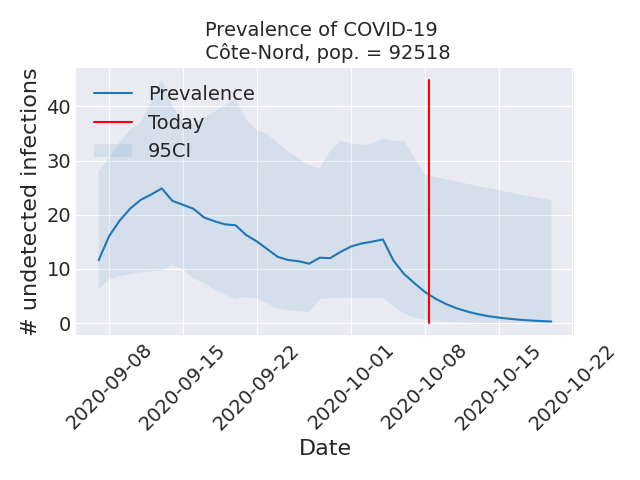 Prevalence of COVID-19
Côte-Nord, pop. = 92518
# undetected infections
40
30
20
10
0
Prevalence
Today
95CI
2020-09-08
2020-09-15
2020-09-22
2020-10-01
2020-10-08
2020-10-15
2020-10-22
Date